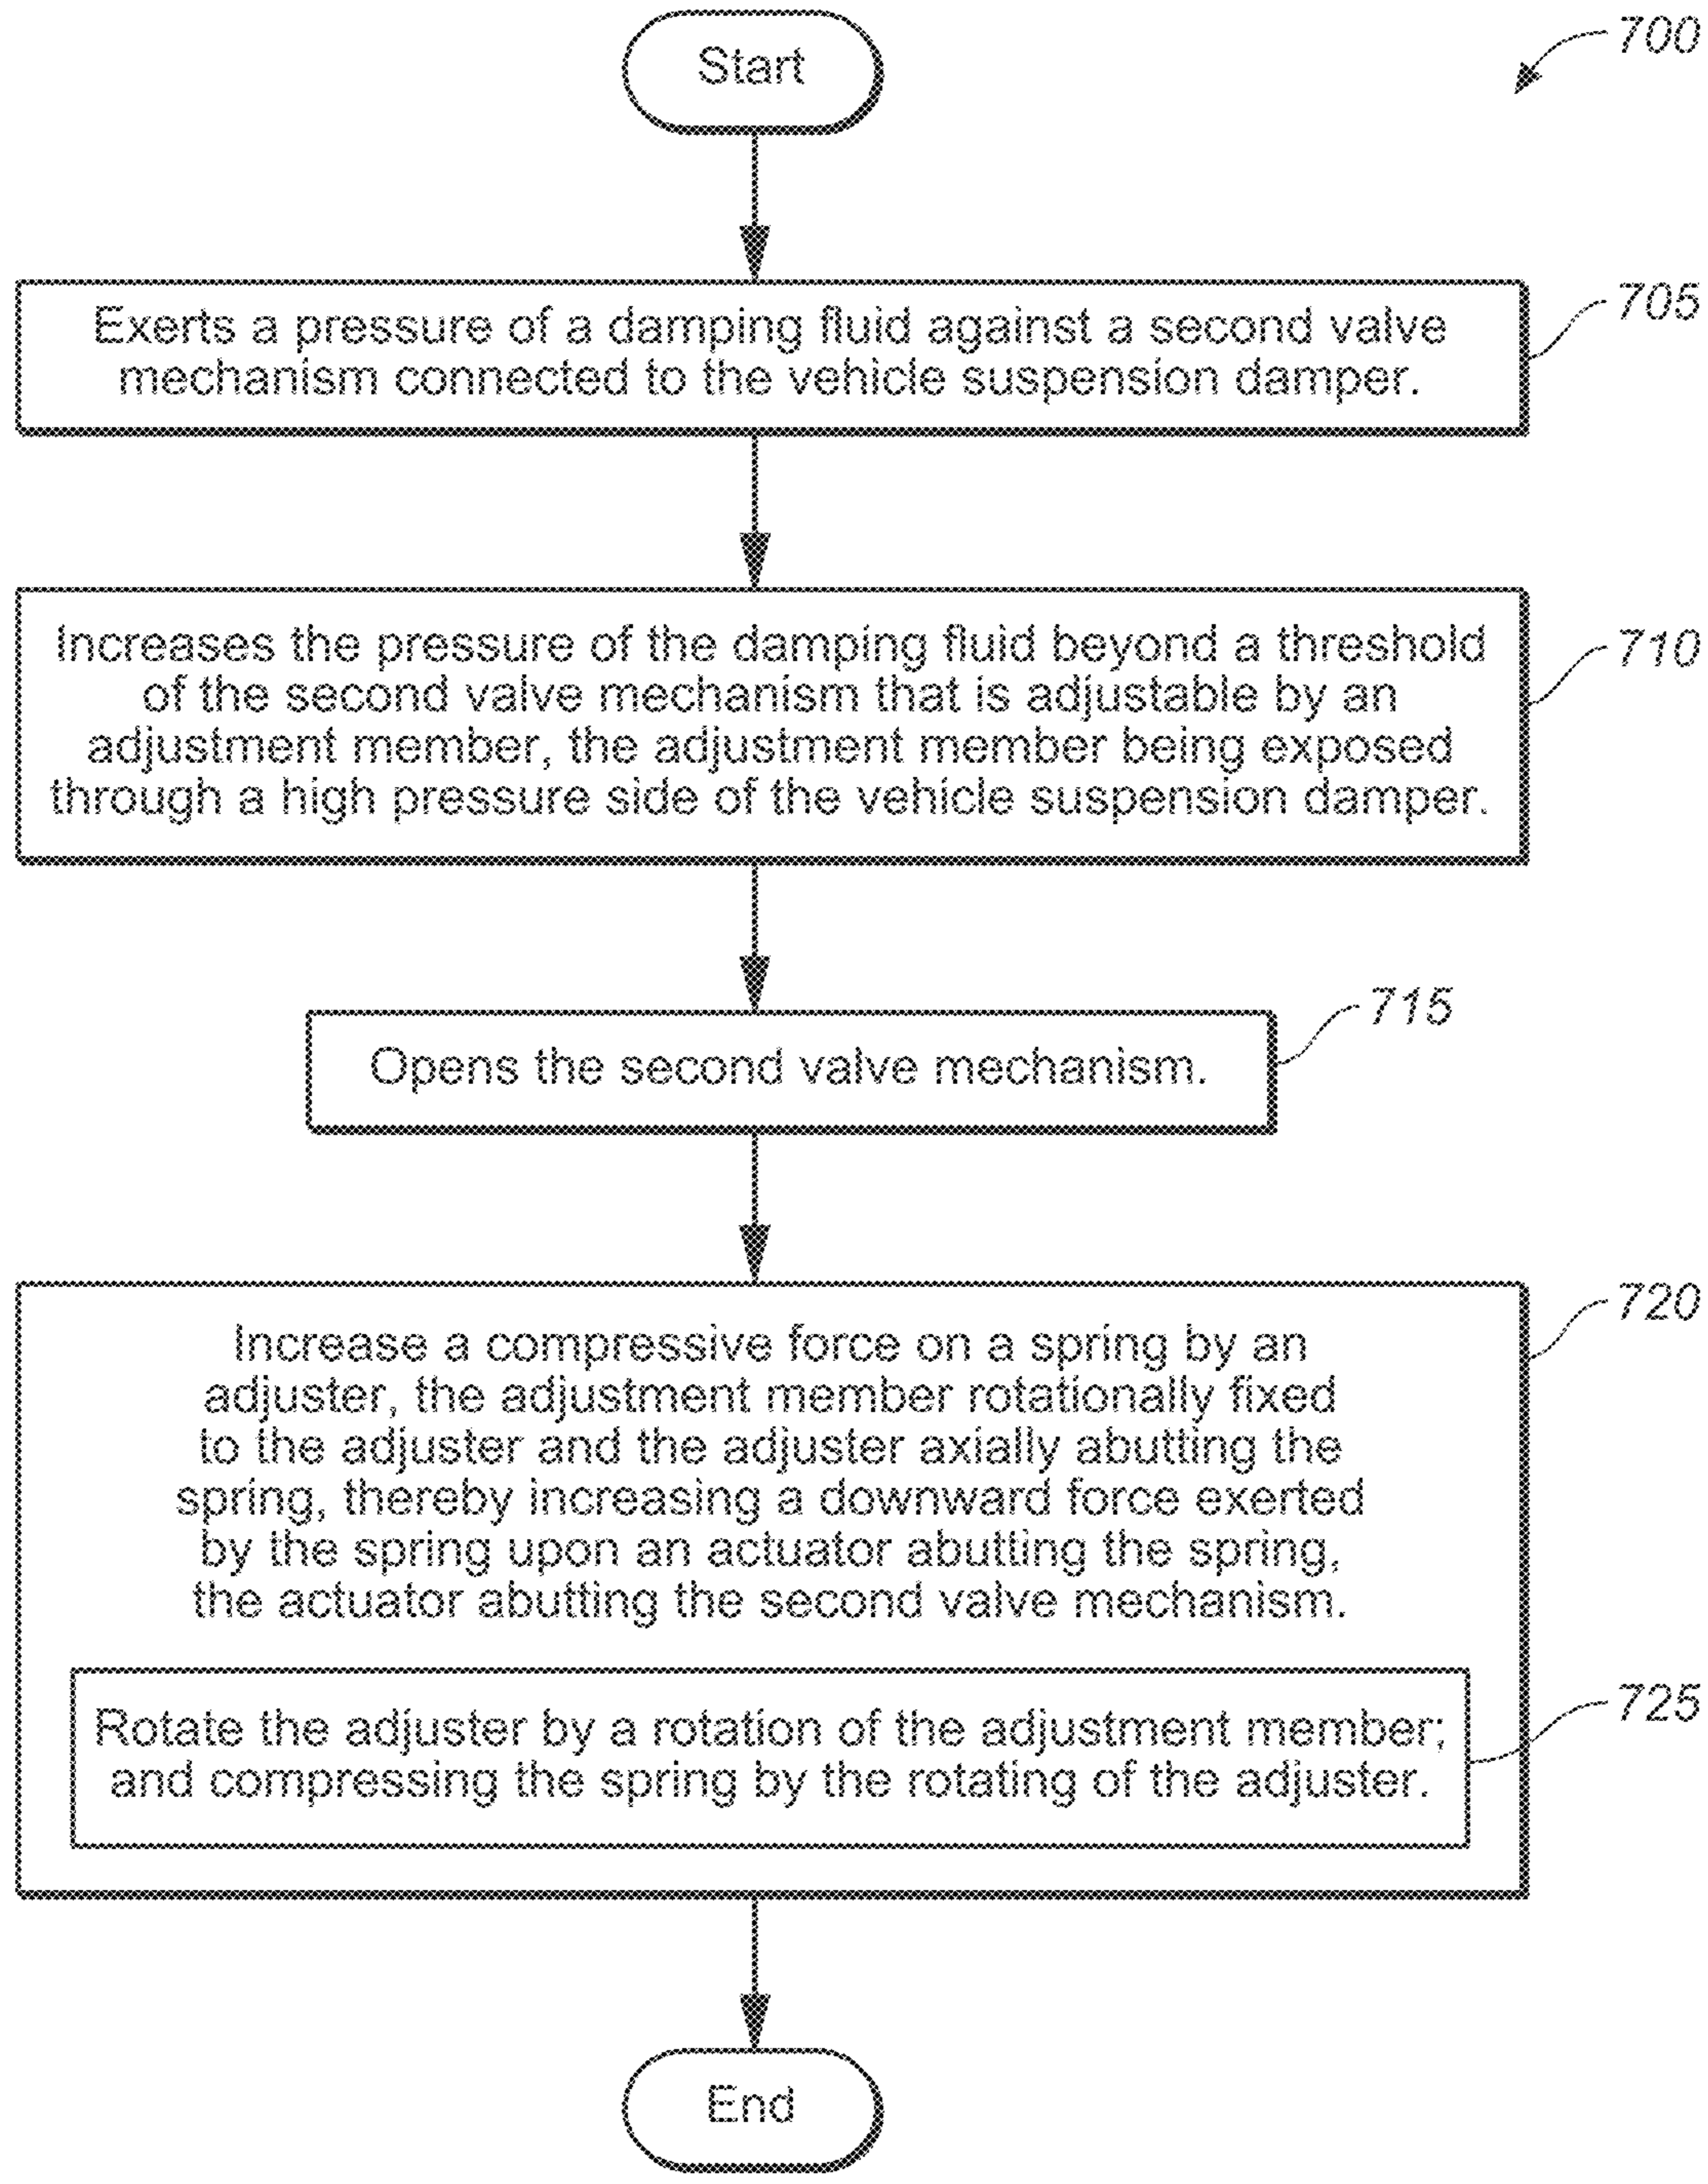 Start
700
Exerts a pressure of a damping fluid against a second valve
mechanism connected to the vehicle suspension damper.
705
Increases the pressure of the damping fluid beyond a threshold
of the second valve mechanism that is adjustable by an
adjustment member, the adjustment member being exposed
through a high pressure side of the vehicle suspension damper.
710
Opens the second valve mechanism.
715
Increase a compressive force on a spring by an
adjuster, the adjustment member rotationally fixed
to the adjuster and the adjuster axially abutting the
spring, thereby increasing a downward force exerted
by the spring upon an actuator abutting the spring,
the actuator abutting the second valve mechanism.
720
Rotate the adjuster by a rotation of the adjustment member;
and compressing the spring by the rotating of the adjuster.
725
End